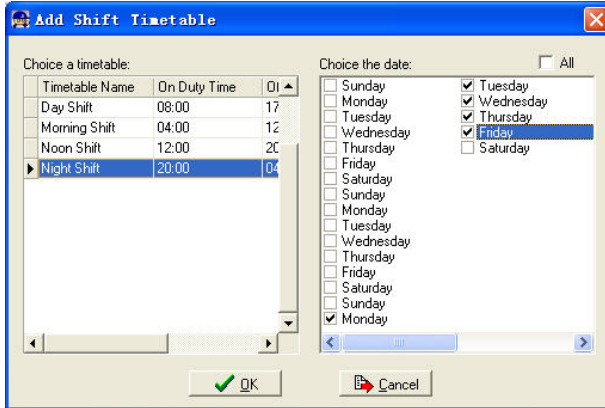 Add Shift Timetable
Choice a timetable:
Timetable Name On Duty Time
Day Shift 08:00 17
Morning Shift 04:00 12
Noon Shift 12:00 20
Night Shift 20:00 04
Choice the date:
All
Sunday
Monday
Tuesday
Wednesday
Thursday
Friday
Saturday
Sunday
Monday
Tuesday
Wednesday
Thursday
Friday
Saturday
Sunday
Monday
Tuesday
Wednesday
Thursday
Friday
Saturday
OK
Cancel